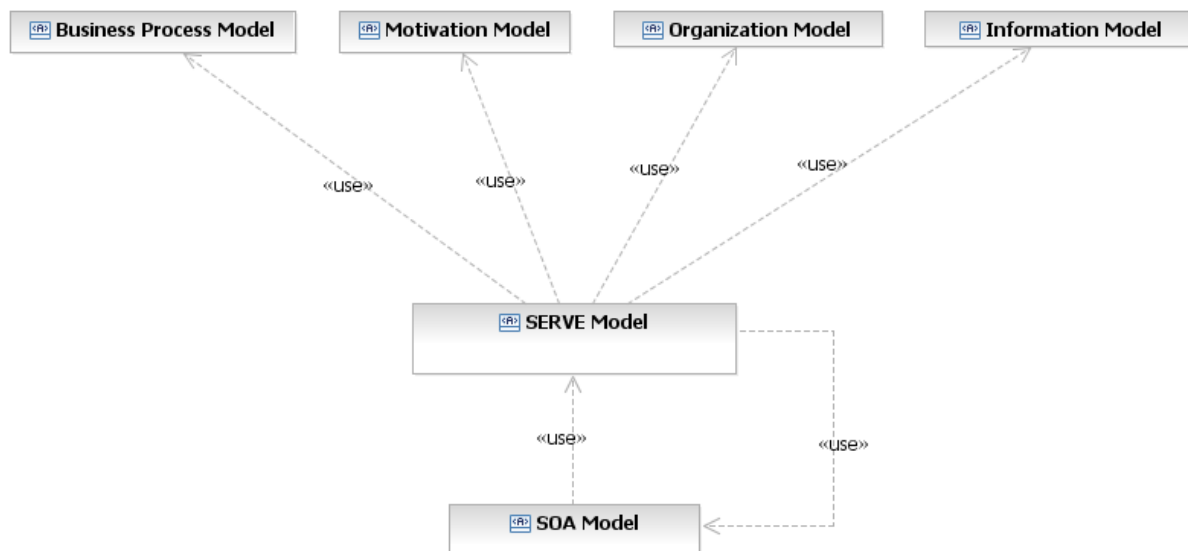 Business Process Model
Motivation Model
Organization Model
Information Model
«use»
«use»
«use»
«use»
SERVE Model
«use»
«use»
SOA Model